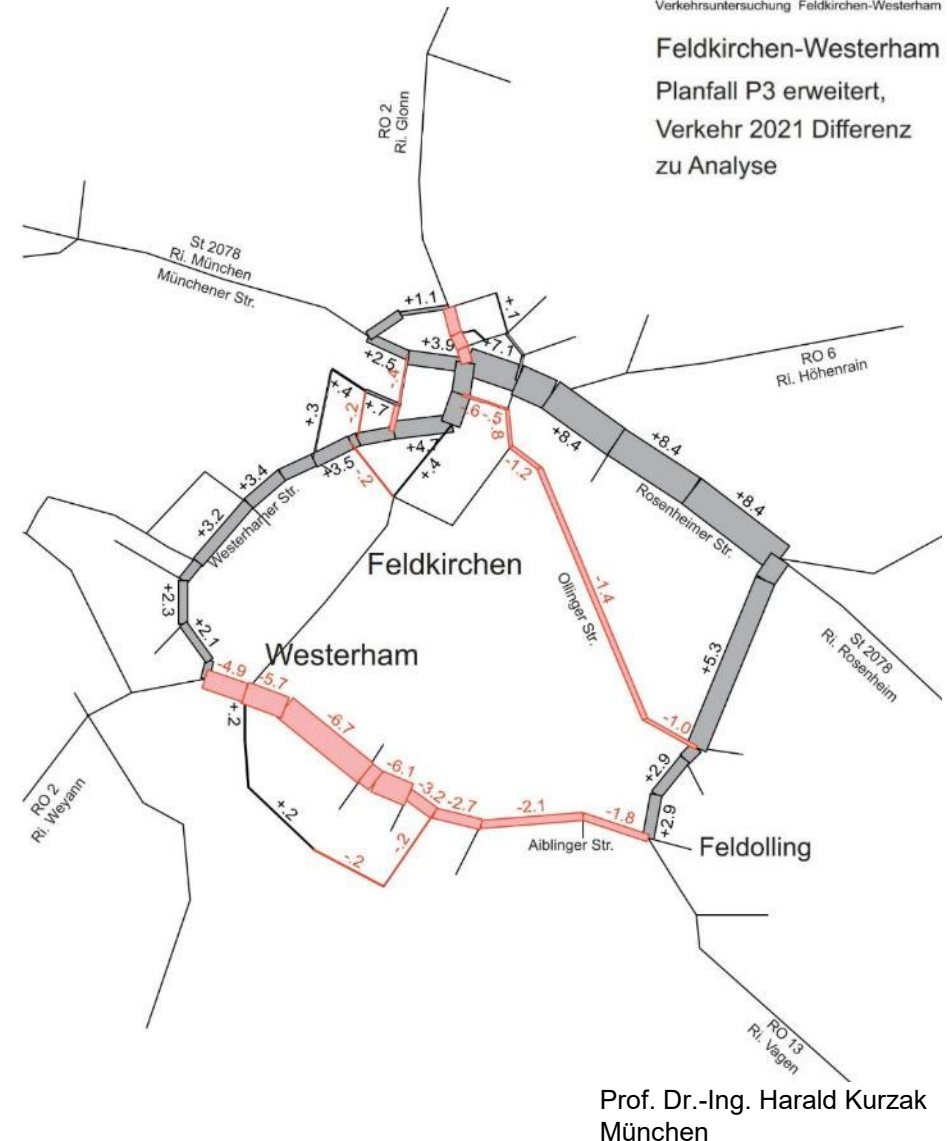 Verkehrsuntersuchung Feldkirchen-Westerham
Feldkirchen-Westerham
Planfall P3 erweitert,
Verkehr 2021 Differenz
zu Analyse
RO 2
Ri. Glonn
St 2078
Ri. München
Münchener Str.
+1.1
+.1
+3.9
+7.1
+2.5
RO 6
Ri. Höhenrain
+.4
-.2
+.7
+.3
-.6
-.5
-.8
+8.4
+8.4
+8.4
-1.2
+3.5
-.2
+.4
+3.4
+3.2
Westerhamer Str.
Rosenheimer Str.
Feldkirchen
Ollinger Str.
-1.4
+2.3
+2.1
St 2078
Ri. Rosenheim
+5.3
Westerham
-4.9
-5.7
+.2
-6.7
-1.0
-6.1
-3.2
-2.7
-2.1
-1.8
+2.9
+2.9
RO 2
Ri. Weyann
+.2
-.2
-.2
Aiblinger Str.
Feldolling
RO 13
Ri. Vagen
Prof. Dr.-Ing. Harald Kurzak
München